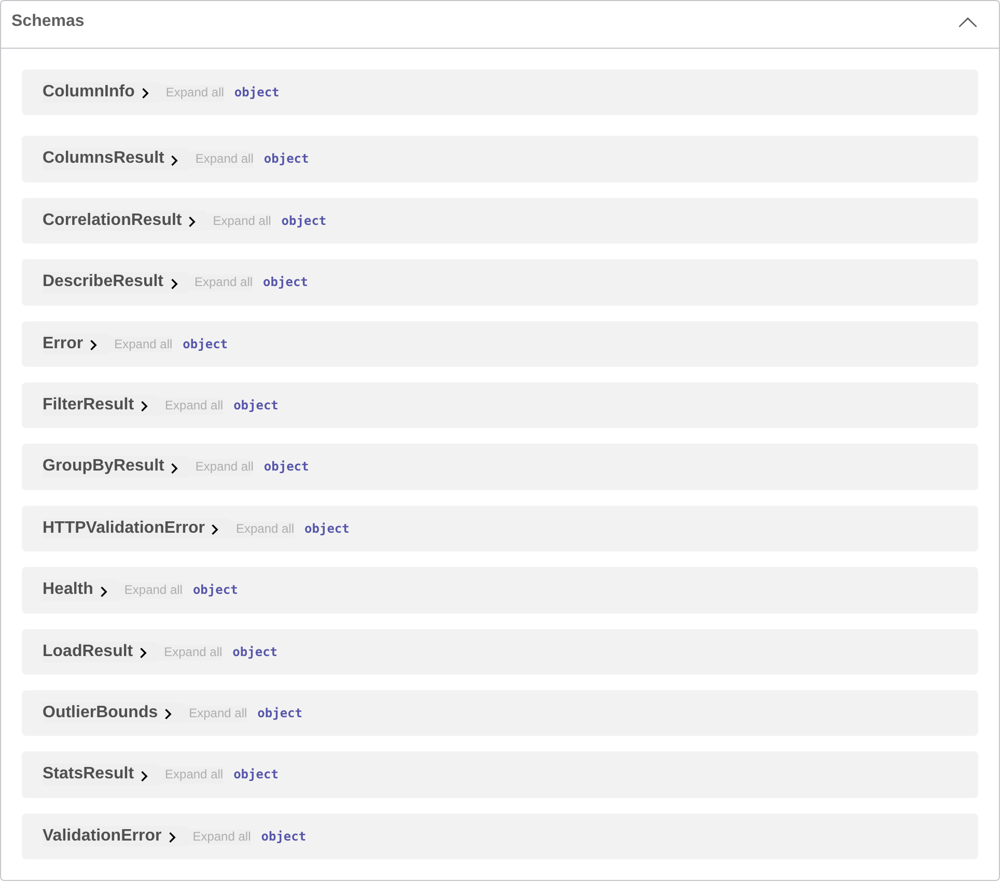 Schemas
ColumnInfo Expand all object
ColumnsResult Expand all object
CorrelationResult Expand all object
DescribeResult Expand all object
Error Expand all object
FilterResult Expand all object
GroupByResult Expand all object
HTTPValidationError Expand all object
Health Expand all object
LoadResult Expand all object
OutlierBounds Expand all object
StatsResult Expand all object
ValidationError Expand all object